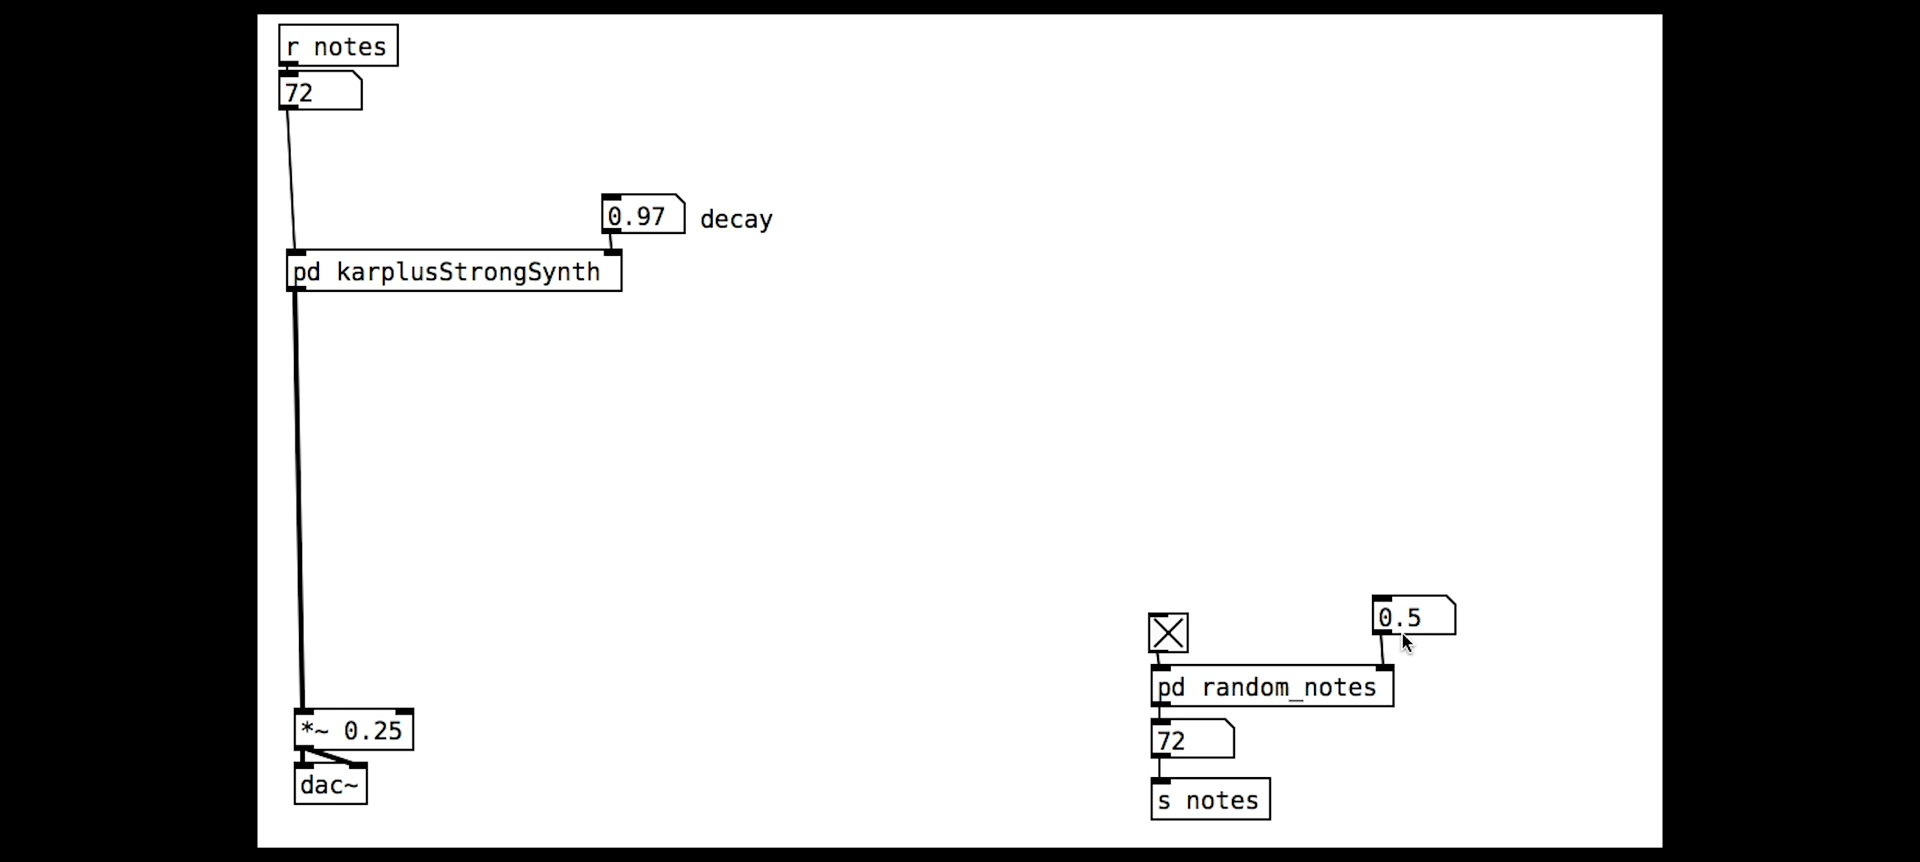 r notes
72
0.97 decay
pd karplusStrongSynth
0.5
pd random_notes
*~ 0.25
72
dac~
s notes